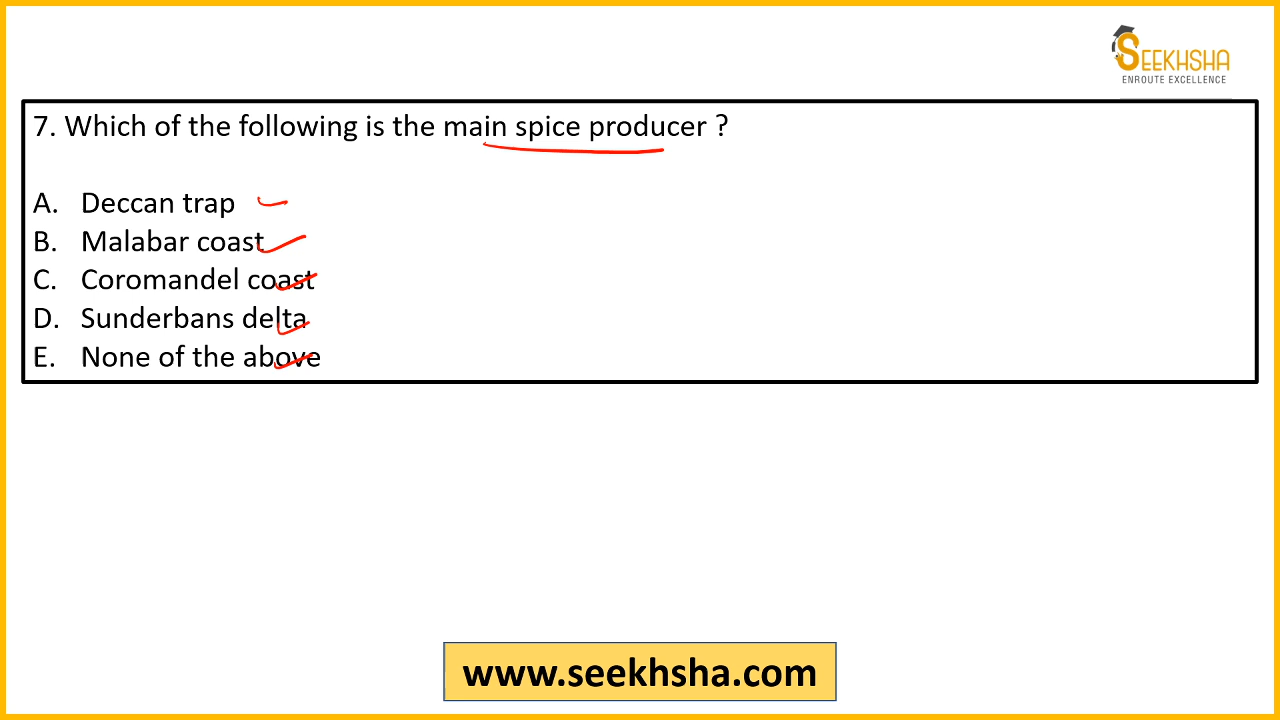 SEEKHSHA
ENROUTE EXCELLENCE
7. Which of the following is the main spice producer ?
A. Deccan trap
B. Malabar coast
C. Coromandel coast
D. Sunderbans delta
E. None of the above
www.seekhsha.com